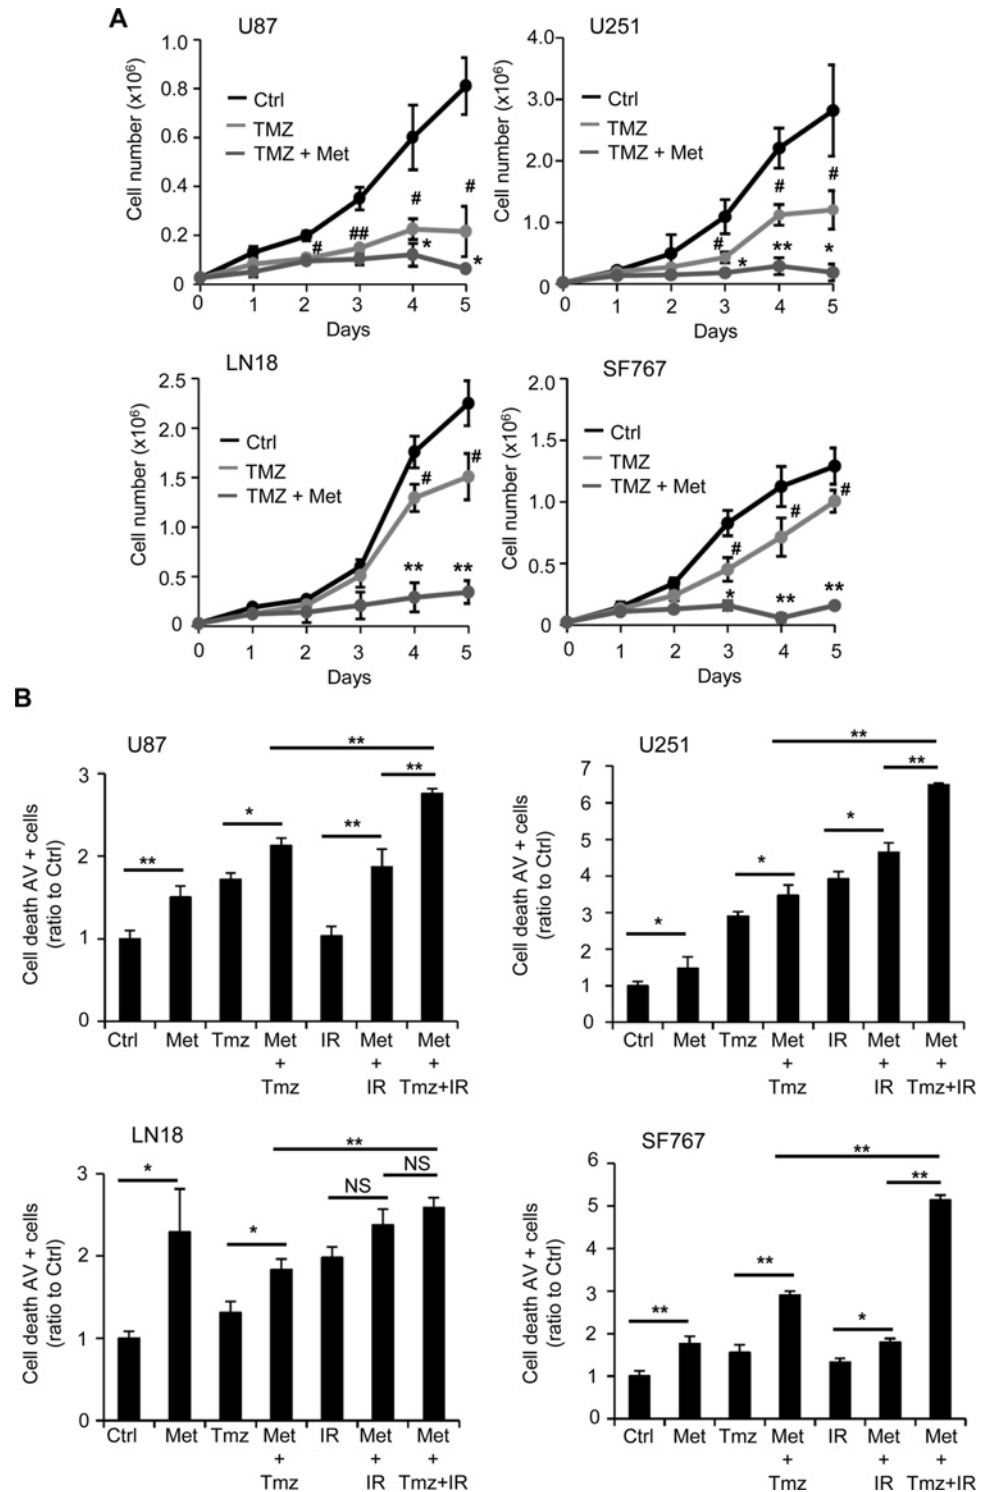 A
U87
Cell number (x10⁶)
1.0
0.8
0.6
0.4
0.2
0
Ctrl
TMZ
TMZ + Met
#
##
#
#
*
*
0 1 2 3 4 5
Days
U251
Cell number (x10⁶)
4.0
3.0
2.0
1.0
0
Ctrl
TMZ
TMZ + Met
#
#
#
*
**
*
0 1 2 3 4 5
Days
LN18
Cell number (x10⁶)
2.5
2.0
1.5
1.0
0.5
0
Ctrl
TMZ
TMZ + Met
#
#
**
**
0 1 2 3 4 5
Days
SF767
Cell number (x10⁶)
2.0
1.5
1.0
0.5
0
Ctrl
TMZ
TMZ + Met
#
#
#
*
**
**
0 1 2 3 4 5
Days
B
U87
Cell death AV + cells
(ratio to Ctrl)
3
2
1
0
**
*
**
**
**
Ctrl Met Tmz Met IR Met Met
+ + +
Tmz IR Tmz+IR
U251
Cell death AV + cells
(ratio to Ctrl)
7
6
5
4
3
2
1
0
*
*
*
**
**
Ctrl Met Tmz Met IR Met Met
+ + +
Tmz IR Tmz+IR
LN18
Cell death AV + cells
(ratio to Ctrl)
3
2
1
0
*
*
NS
NS
**
Ctrl Met Tmz Met IR Met Met
+ + +
Tmz IR Tmz+IR
SF767
Cell death AV + cells
(ratio to Ctrl)
6
5
6
3
2
1
0
**
**
*
**
**
Ctrl Met Tmz Met IR Met Met
+ + +
Tmz IR Tmz+IR